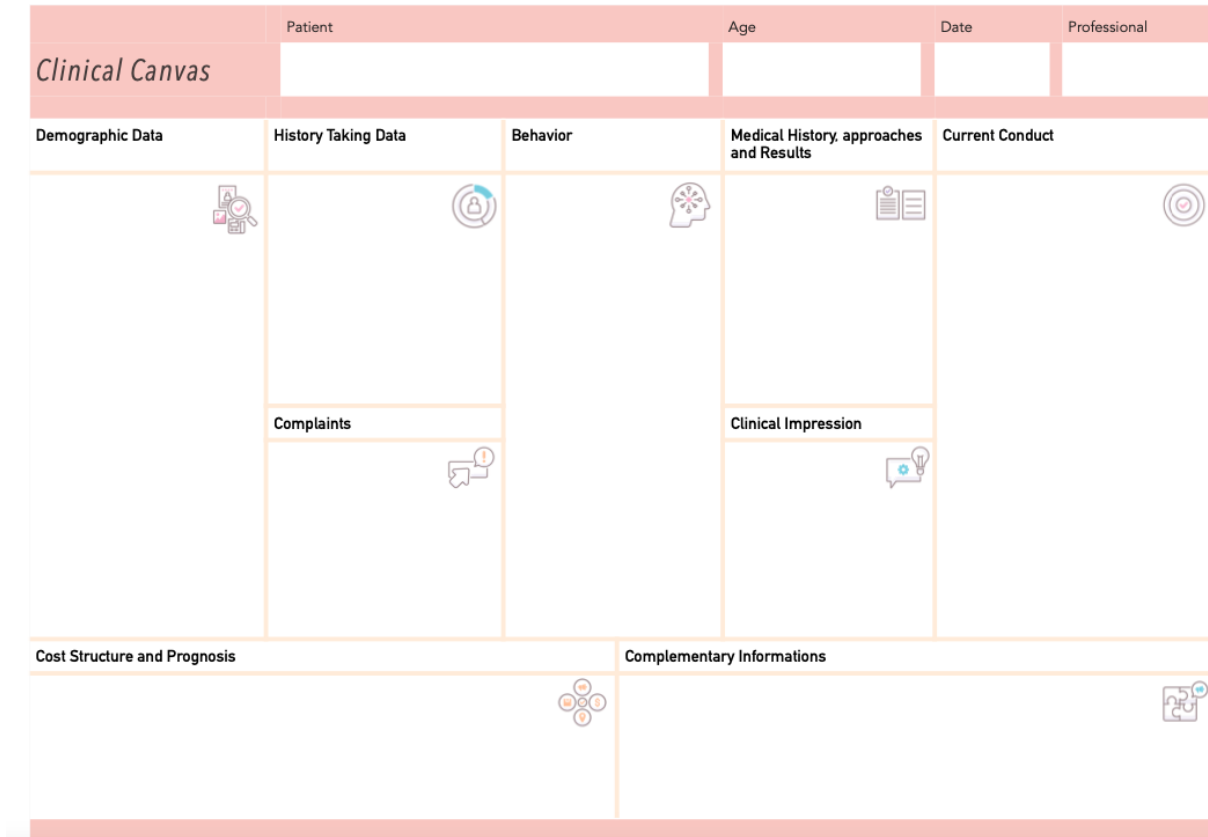 Patient
Age
Date
Professional
Clinical Canvas
Demographic Data
History Taking Data
Behavior
Medical History, approaches
and Results
Current Conduct
Complaints
Clinical Impression
Cost Structure and Prognosis
Complementary Informations